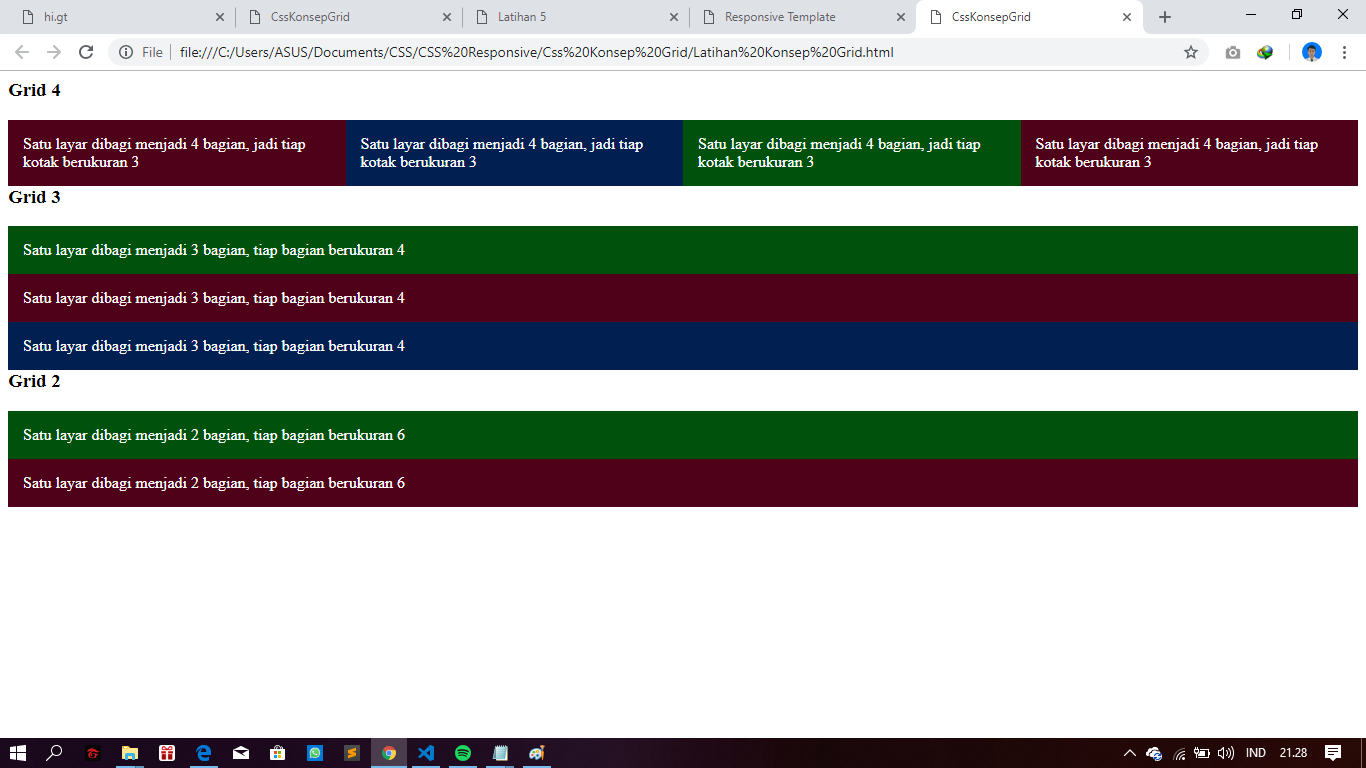 hi.gt
CssKonsepGrid
Latihan 5
Responsive Template
CssKonsepGrid
File
file:///C:/Users/ASUS/Documents/CSS/CSS%20Responsive/Css%20Konsep%20Grid/Latihan%20Konsep%20Grid.html
Grid 4
Satu layar dibagi menjadi 4 bagian, jadi tiap
kotak berukuran 3
Satu layar dibagi menjadi 4 bagian, jadi tiap
kotak berukuran 3
Satu layar dibagi menjadi 4 bagian, jadi tiap
kotak berukuran 3
Satu layar dibagi menjadi 4 bagian, jadi tiap
kotak berukuran 3
Grid 3
Satu layar dibagi menjadi 3 bagian, tiap bagian berukuran 4
Satu layar dibagi menjadi 3 bagian, tiap bagian berukuran 4
Satu layar dibagi menjadi 3 bagian, tiap bagian berukuran 4
Grid 2
Satu layar dibagi menjadi 2 bagian, tiap bagian berukuran 6
Satu layar dibagi menjadi 2 bagian, tiap bagian berukuran 6
IND
21.28